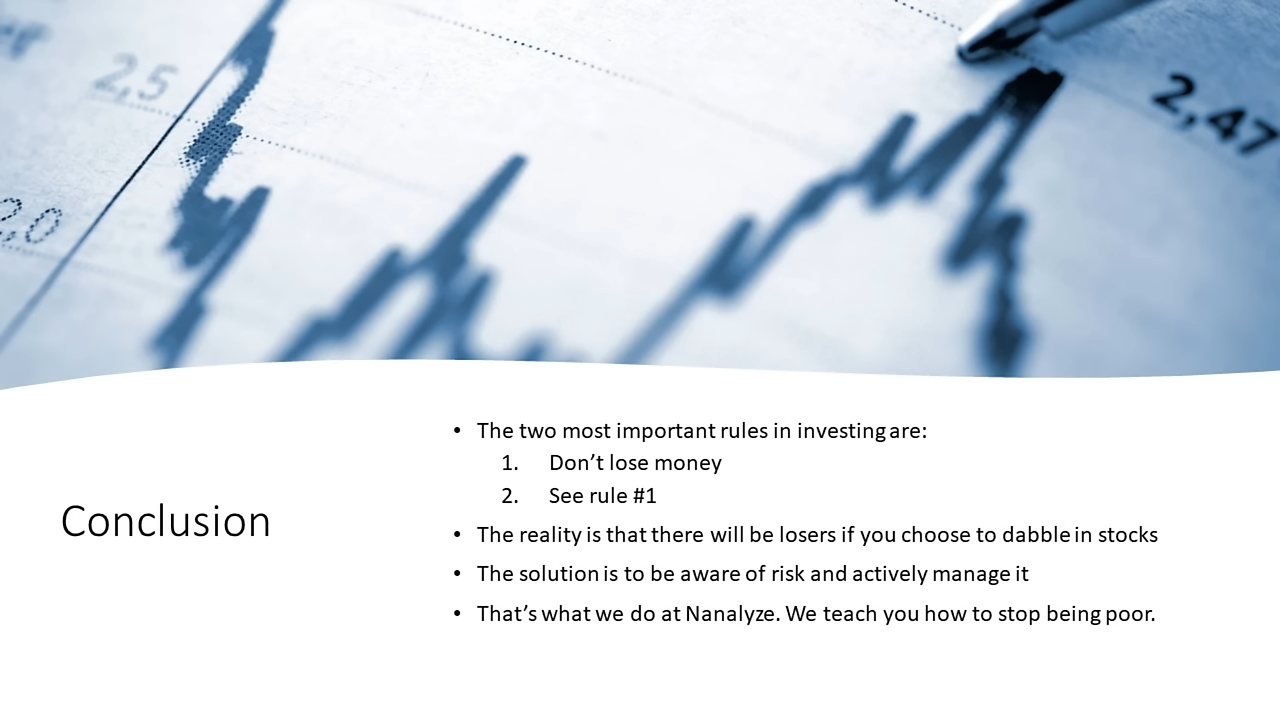 2,5
2,0
2,47
Conclusion
• The two most important rules in investing are:
1. Don’t lose money
2. See rule #1
• The reality is that there will be losers if you choose to dabble in stocks
• The solution is to be aware of risk and actively manage it
• That’s what we do at Nanalyze. We teach you how to stop being poor.